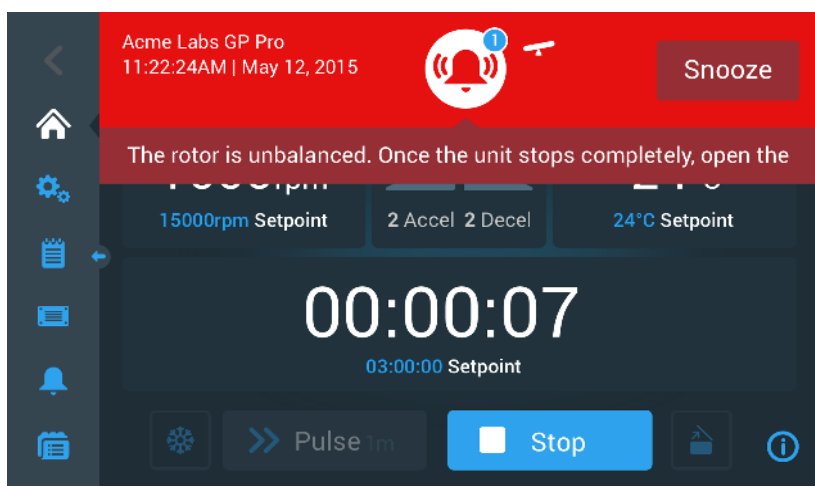 Acme Labs GP Pro
11:22:24AM | May 12, 2015
1
Snooze
The rotor is unbalanced. Once the unit stops completely, open the
rpm
15000rpm Setpoint
2 Accel 2 Decel
24°C Setpoint
00:00:07
03:00:00 Setpoint
Pulse 1m
Stop